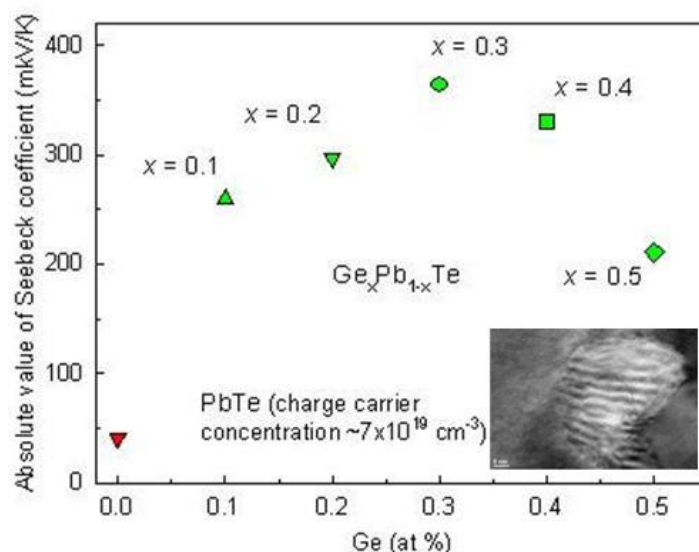 Absolute value of Seebeck coefficient (mkV/K)
400
300
200
100
0
x = 0.3
x = 0.4
x = 0.2
x = 0.1
GeₓPb₁₋ₓTe
x = 0.5
PbTe (charge carrier
concentration ~7x10¹⁹ cm⁻³)
0.0 0.1 0.2 0.3 0.4 0.5
Ge (at %)